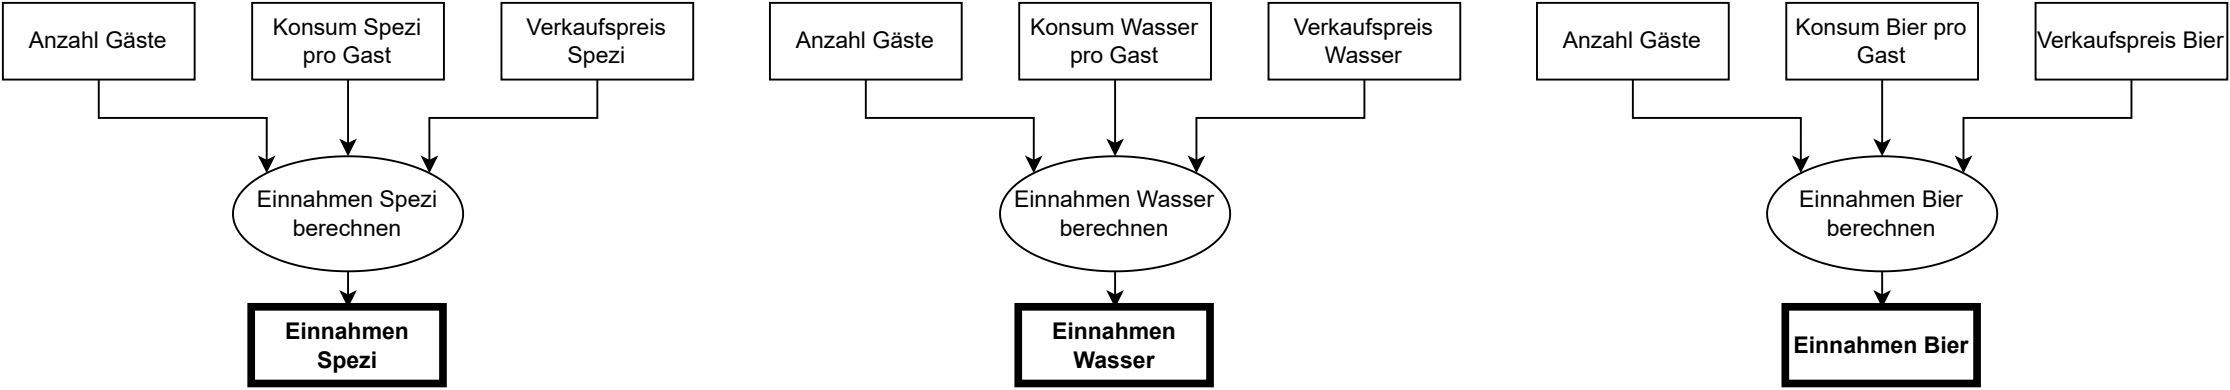 Anzahl Gäste
Konsum Spezi
pro Gast
Verkaufspreis
Spezi
Einnahmen Spezi
berechnen
Einnahmen
Spezi
Anzahl Gäste
Konsum Wasser
pro Gast
Verkaufspreis
Wasser
Einnahmen Wasser
berechnen
Einnahmen
Wasser
Anzahl Gäste
Konsum Bier pro
Gast
Verkaufspreis Bier
Einnahmen Bier
berechnen
Einnahmen Bier